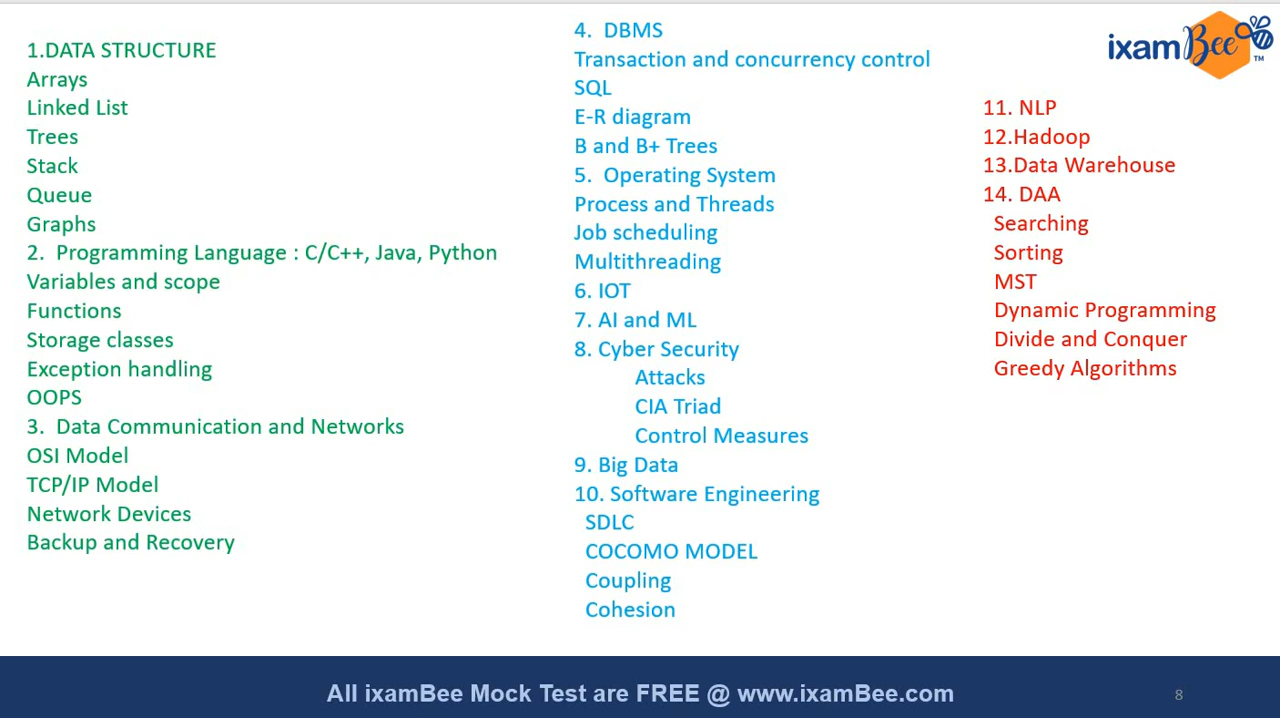 1.DATA STRUCTURE
Arrays
Linked List
Trees
Stack
Queue
Graphs
2.  Programming Language : C/C++, Java, Python
Variables and scope
Functions
Storage classes
Exception handling
OOPS
3.  Data Communication and Networks
OSI Model
TCP/IP Model
Network Devices
Backup and Recovery
4.  DBMS
Transaction and concurrency control
SQL
E-R diagram
B and B+ Trees
5.  Operating System
Process and Threads
Job scheduling
Multithreading
6. IOT
7. AI and ML
8. Cyber Security
Attacks
CIA Triad
Control Measures
9. Big Data
10. Software Engineering
SDLC
COCOMO MODEL
Coupling
Cohesion
ixamBee TM
11. NLP
12.Hadoop
13.Data Warehouse
14. DAA
Searching
Sorting
MST
Dynamic Programming
Divide and Conquer
Greedy Algorithms
All ixamBee Mock Test are FREE @ www.ixamBee.com
8